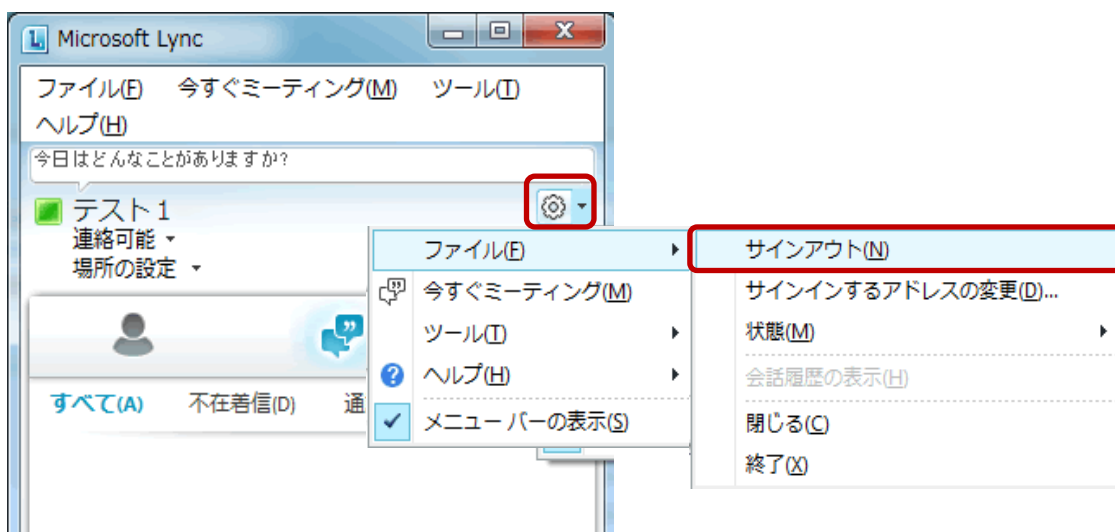 Microsoft Lync
ファイル(F) 今すぐミーティング(M) ツール(T)
ヘルプ(H)
今日はどんなことがありますか?
テスト 1
連絡可能
場所の設定
ファイル(F)
今すぐミーティング(M)
ツール(T)
ヘルプ(H)
メニュー バーの表示(S)
サインアウト(N)
サインインするアドレスの変更(D)...
状態(M)
会話履歴の表示(H)
閉じる(C)
終了(X)
すべて(A) 不在着信(D) 通